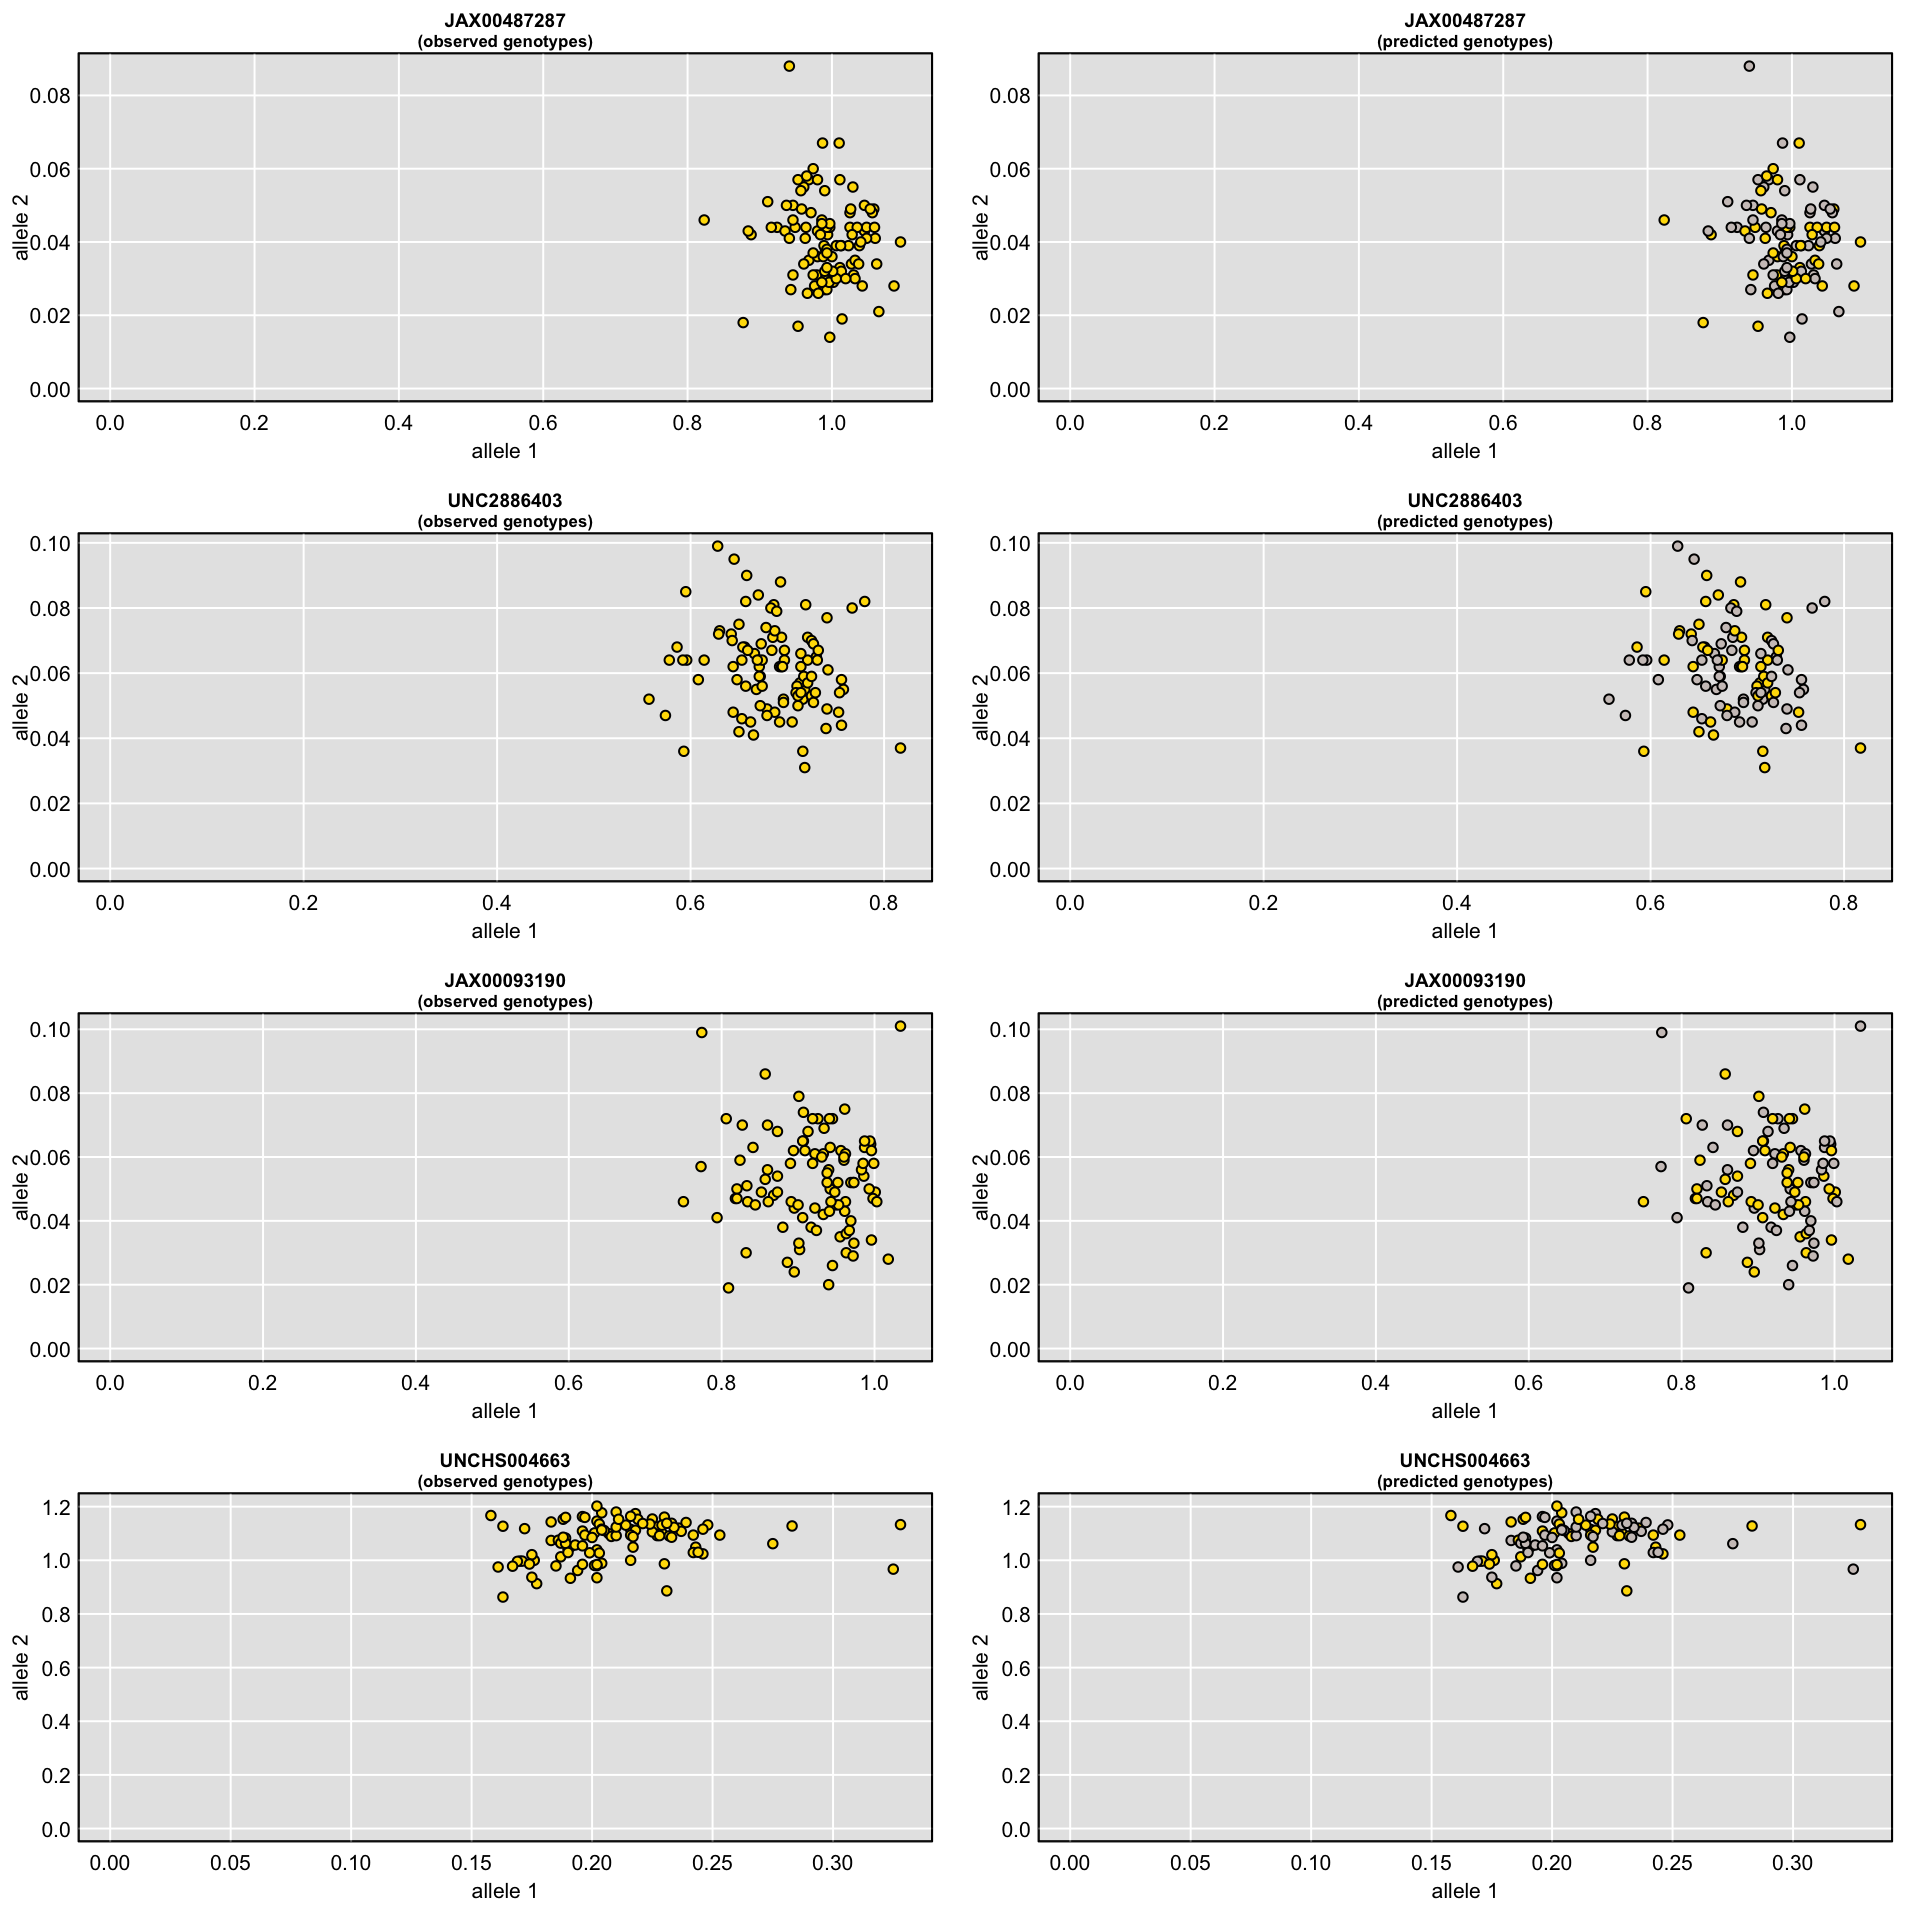 JAX00487287
(observed genotypes)
allele 2
0.08
0.06
0.04
0.02
0.00
0.0 0.2 0.4 0.6 0.8 1.0
allele 1
JAX00487287
(predicted genotypes)
allele 2
0.08
0.06
0.04
0.02
0.00
0.0 0.2 0.4 0.6 0.8 1.0
allele 1
UNC2886403
(observed genotypes)
allele 2
0.10
0.08
0.06
0.04
0.02
0.00
0.0 0.2 0.4 0.6 0.8
allele 1
UNC2886403
(predicted genotypes)
allele 2
0.10
0.08
0.06
0.04
0.02
0.00
0.0 0.2 0.4 0.6 0.8
allele 1
JAX00093190
(observed genotypes)
allele 2
0.10
0.08
0.06
0.04
0.02
0.00
0.0 0.2 0.4 0.6 0.8 1.0
allele 1
JAX00093190
(predicted genotypes)
allele 2
0.10
0.08
0.06
0.04
0.02
0.00
0.0 0.2 0.4 0.6 0.8 1.0
allele 1
UNCHS004663
(observed genotypes)
allele 2
1.2
1.0
0.8
0.6
0.4
0.2
0.0
0.00 0.05 0.10 0.15 0.20 0.25 0.30
allele 1
UNCHS004663
(predicted genotypes)
allele 2
1.2
1.0
0.8
0.6
0.4
0.2
0.0
0.00 0.05 0.10 0.15 0.20 0.25 0.30
allele 1